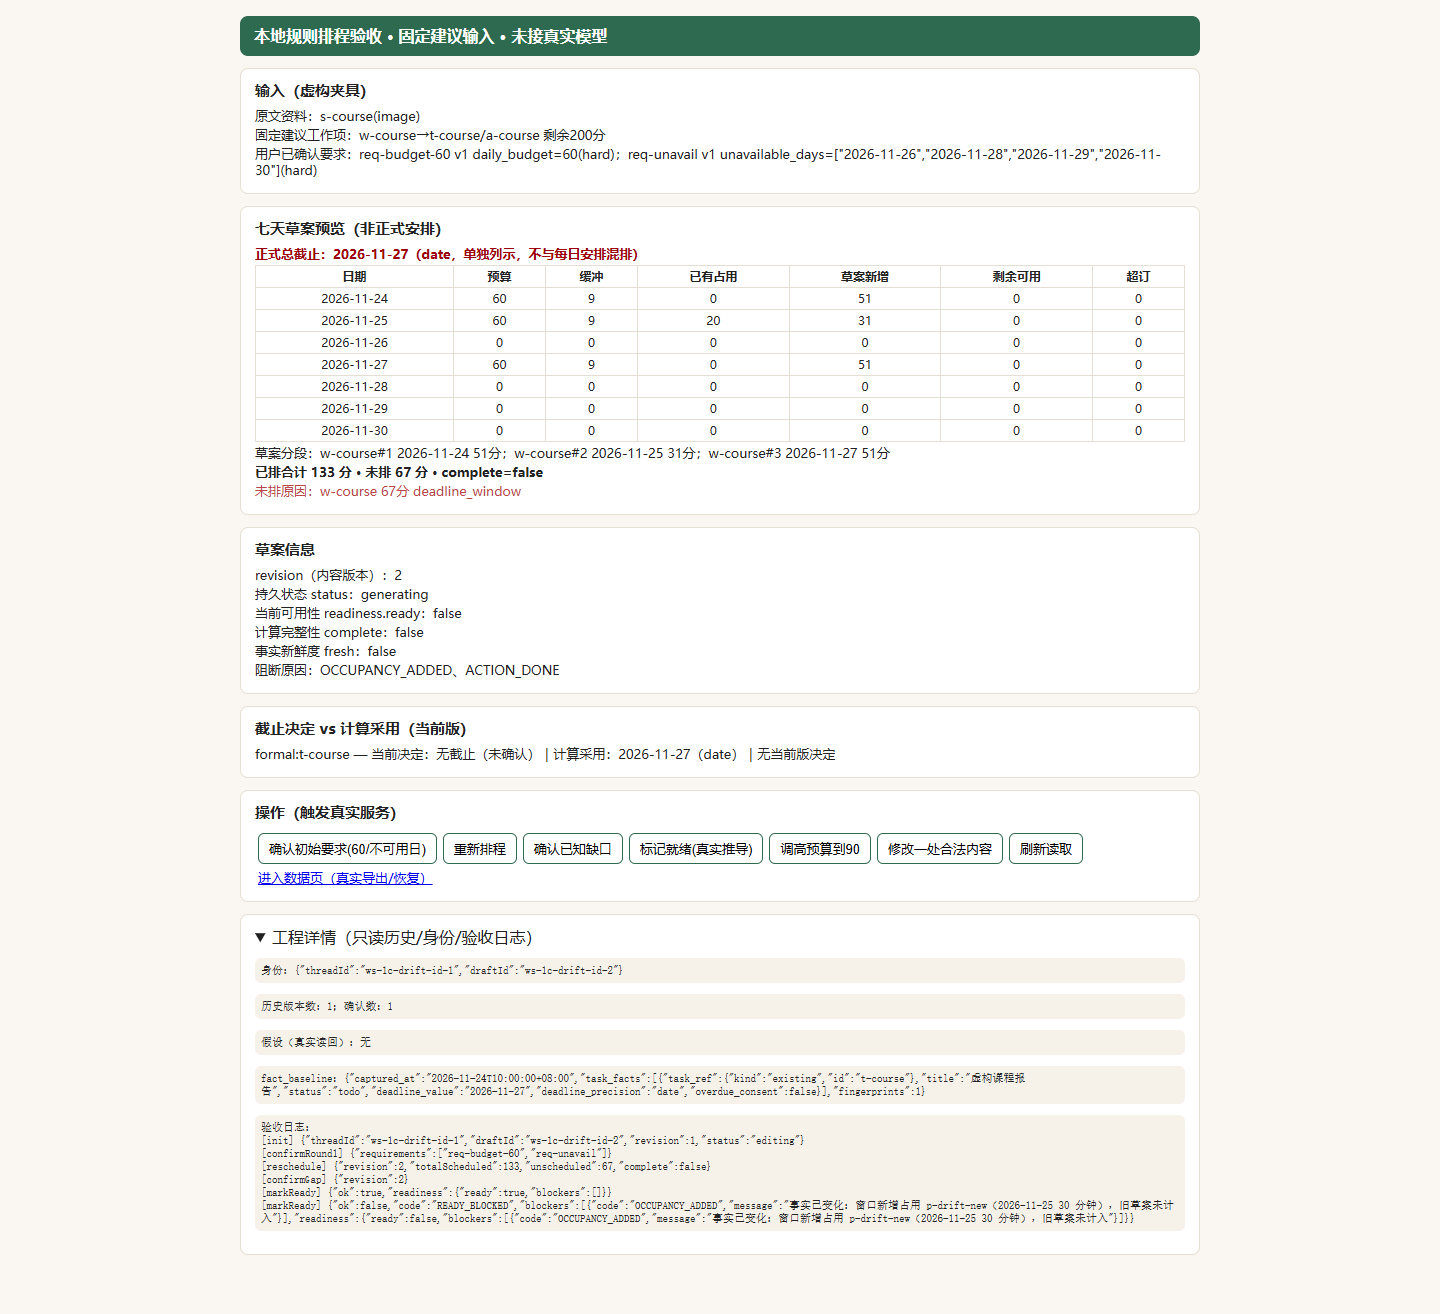 本地规则排程验收 • 固定建议输入 • 未接真实模型
输入（虚构夹具）
原文资料：s-course(image)
固定建议工作项：w-course→t-course/a-course 剩余200分
用户已确认要求：req-budget-60 v1 daily_budget=60(hard)；req-unavail v1 unavailable_days=["2026-11-26","2026-11-28","2026-11-29","2026-11-
30"](hard)
七天草案预览（非正式安排）
正式总截止：2026-11-27（date，单独列示，不与每日安排混排）
日期 预算 缓冲 已有占用 草案新增 剩余可用 超订
2026-11-24 60 9 0 51 0 0
2026-11-25 60 9 20 31 0 0
2026-11-26 0 0 0 0 0 0
2026-11-27 60 9 0 51 0 0
2026-11-28 0 0 0 0 0 0
2026-11-29 0 0 0 0 0 0
2026-11-30 0 0 0 0 0 0
草案分段：w-course#1 2026-11-24 51分；w-course#2 2026-11-25 31分；w-course#3 2026-11-27 51分
已排合计 133 分 • 未排 67 分 • complete=false
未排原因：w-course 67分 deadline_window
草案信息
revision（内容版本）：2
持久状态 status：generating
当前可用性 readiness.ready：false
计算完整性 complete：false
事实新鲜度 fresh：false
阻断原因：OCCUPANCY_ADDED、ACTION_DONE
截止决定 vs 计算采用（当前版）
formal:t-course — 当前决定：无截止（未确认）｜计算采用：2026-11-27（date）｜无当前版决定
操作（触发真实服务）
确认初始要求(60/不可用日) 重新排程 确认已知缺口 标记就绪(真实推导) 调高预算到90 修改一处合法内容 刷新读取
进入数据页（真实导出/恢复）
▼ 工程详情（只读历史/身份/验收日志）
身份：{"threadId":"ws-1c-drift-id-1","draftId":"ws-1c-drift-id-2"}
历史版本数：1；确认数：1
假设（真实读回）：无
fact_baseline：{"captured_at":"2026-11-24T10:00:00+08:00","task_facts":[{"task_ref":{"kind":"existing","id":"t-course"},"title":"虚构课程报
告","status":"todo","deadline_value":"2026-11-27","deadline_precision":"date","overdue_consent":false}],"fingerprints":1}
验收日志：
[init] {"threadId":"ws-1c-drift-id-1","draftId":"ws-1c-drift-id-2","revision":1,"status":"editing"}
[confirmRound1] {"requirements":["req-budget-60","req-unavail"]}
[reschedule] {"revision":2,"totalScheduled":133,"unscheduled":67,"complete":false}
[confirmGap] {"revision":2}
[markReady] {"ok":true,"readiness":{"ready":true,"blockers":[]}}
[markReady] {"ok":false,"code":"READY_BLOCKED","blockers":[{"code":"OCCUPANCY_ADDED","message":"事实已变化：窗口新增占用 p-drift-new（2026-11-25 30 分钟），旧草案未计
入"}],"readiness":{"ready":false,"blockers":[{"code":"OCCUPANCY_ADDED","message":"事实已变化：窗口新增占用 p-drift-new（2026-11-25 30 分钟），旧草案未计入"}]}}